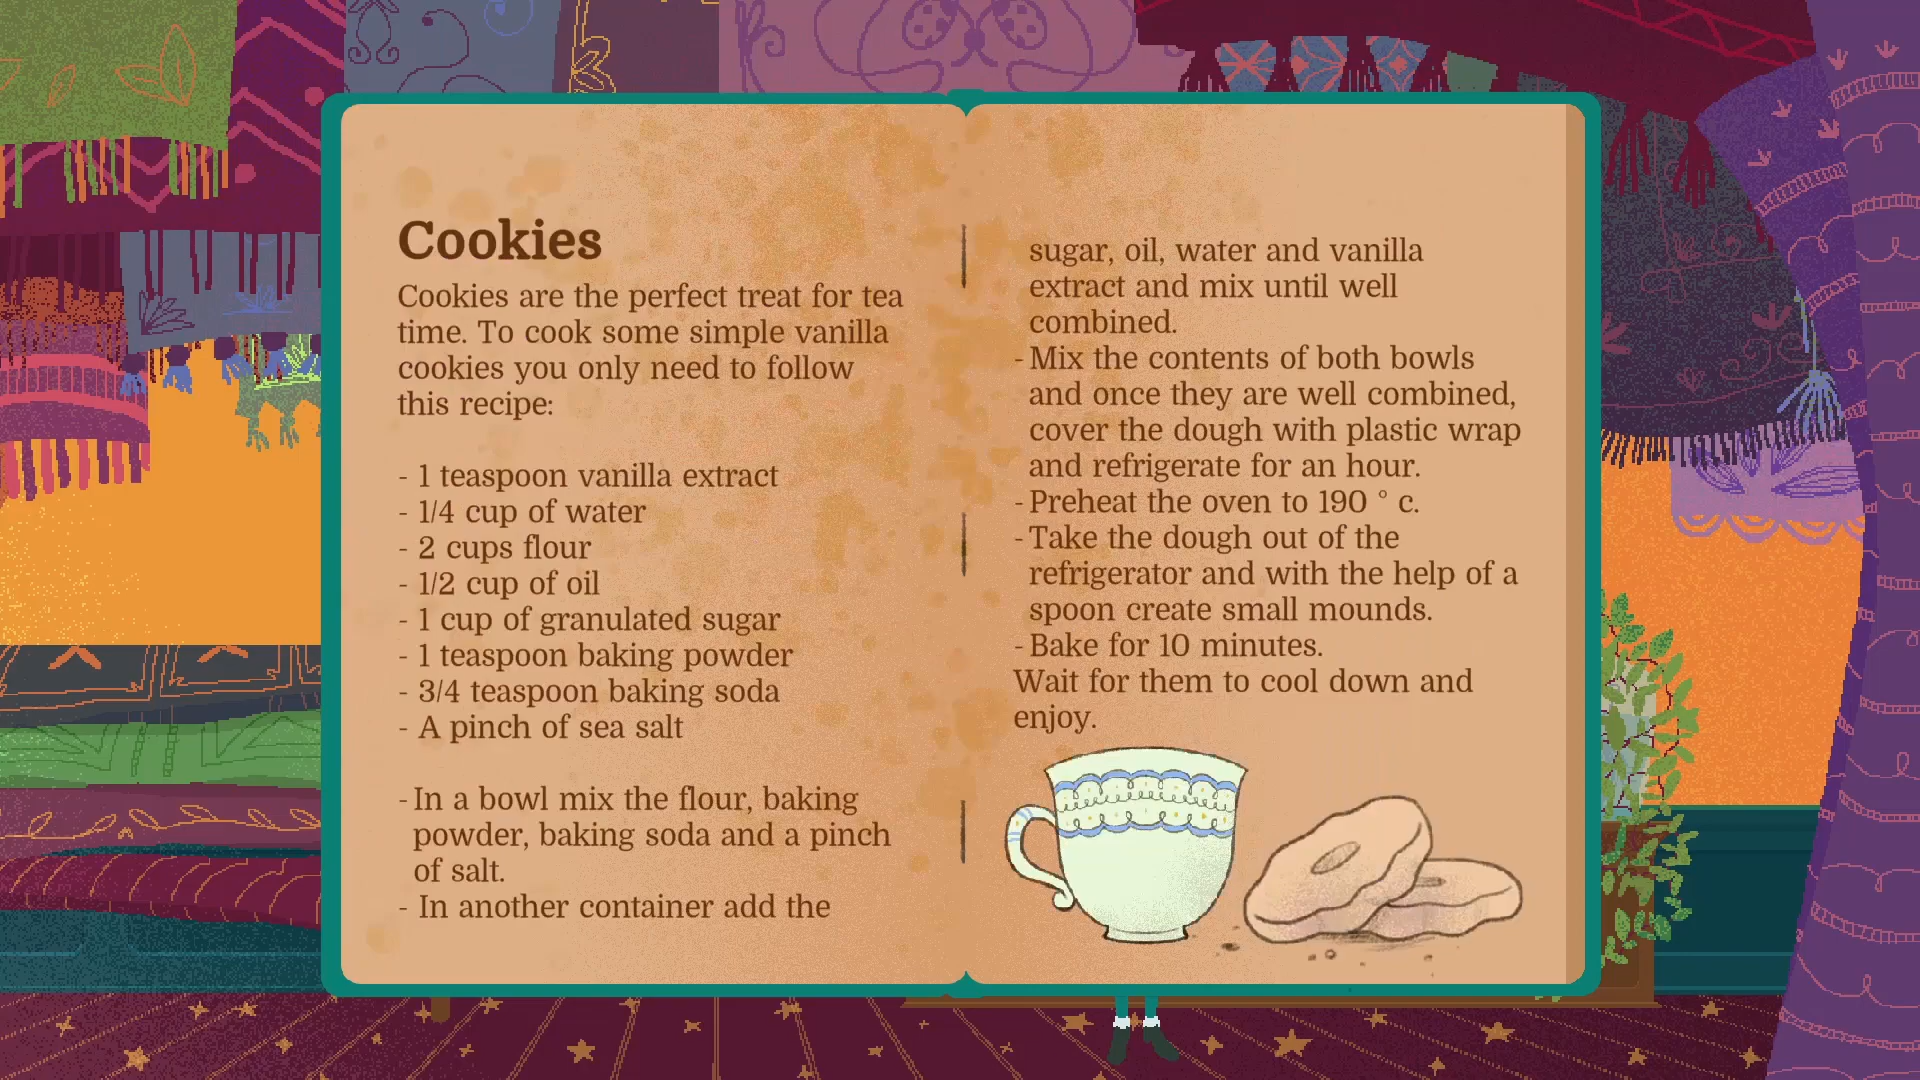 Cookies
Cookies are the perfect treat for tea
time. To cook some simple vanilla
cookies you only need to follow
this recipe:
- 1 teaspoon vanilla extract
- 1/4 cup of water
- 2 cups flour
- 1/2 cup of oil
- 1 cup of granulated sugar
- 1 teaspoon baking powder
- 3/4 teaspoon baking soda
- A pinch of sea salt
- In a bowl mix the flour, baking
powder, baking soda and a pinch
of salt.
- In another container add the
sugar, oil, water and vanilla
extract and mix until well
combined.
- Mix the contents of both bowls
and once they are well combined,
cover the dough with plastic wrap
and refrigerate for an hour.
- Preheat the oven to 190 ° c.
- Take the dough out of the
refrigerator and with the help of a
spoon create small mounds.
- Bake for 10 minutes.
Wait for them to cool down and
enjoy.